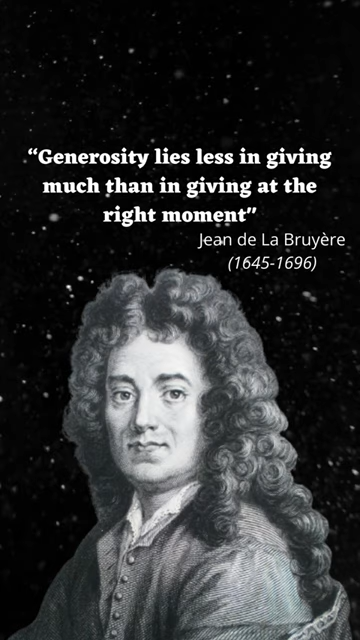 “Generosity lies less in giving
much than in giving at the
right moment”
Jean de La Bruyère
(1645-1696)